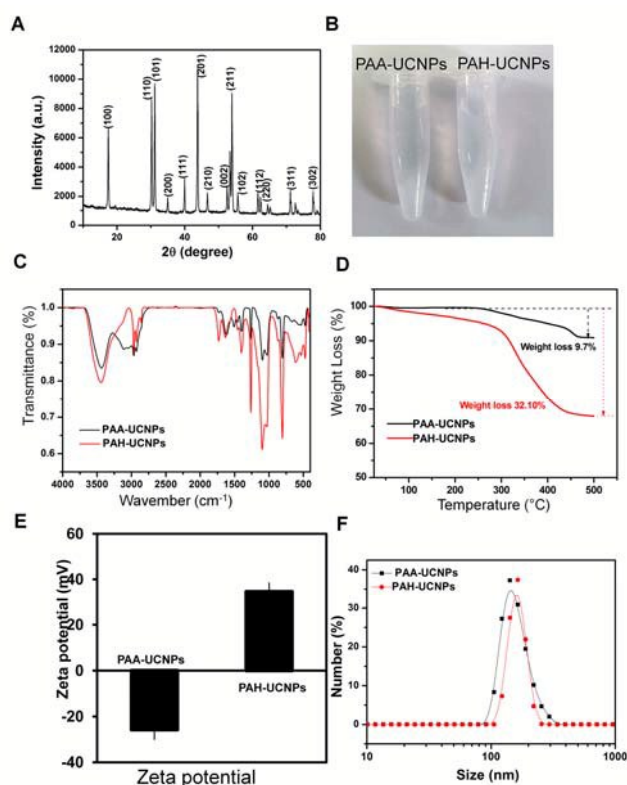 A
12000
10000
8000
6000
4000
2000
0
Intensity (a.u.)
(100)
(110)
(101)
(200)
(111)
(201)
(210)
(002)
(211)
(102)
(112)
(220)
(311)
(302)
20
40
60
80
2θ (degree)
B
PAA-UCNPs PAH-UCNPs
C
1.0
0.9
0.8
0.7
0.6
Transmittance (%)
PAA-UCNPs
PAH-UCNPs
4000 3500 3000 2500 2000 1500 1000 500
Wavember (cm-1)
D
100
90
80
70
60
50
Weight Loss (%)
Weight loss 9.7%
Weight loss 32.10%
PAA-UCNPs
PAH-UCNPs
100 200 300 400 500 600
Temperature (°C)
E
60
40
20
0
-20
-40
Zeta potential (mV)
PAA-UCNPs
PAH-UCNPs
Zeta potential
F
40
30
20
10
0
Number (%)
PAA-UCNPs
PAH-UCNPs
10 100 1000
Size (nm)